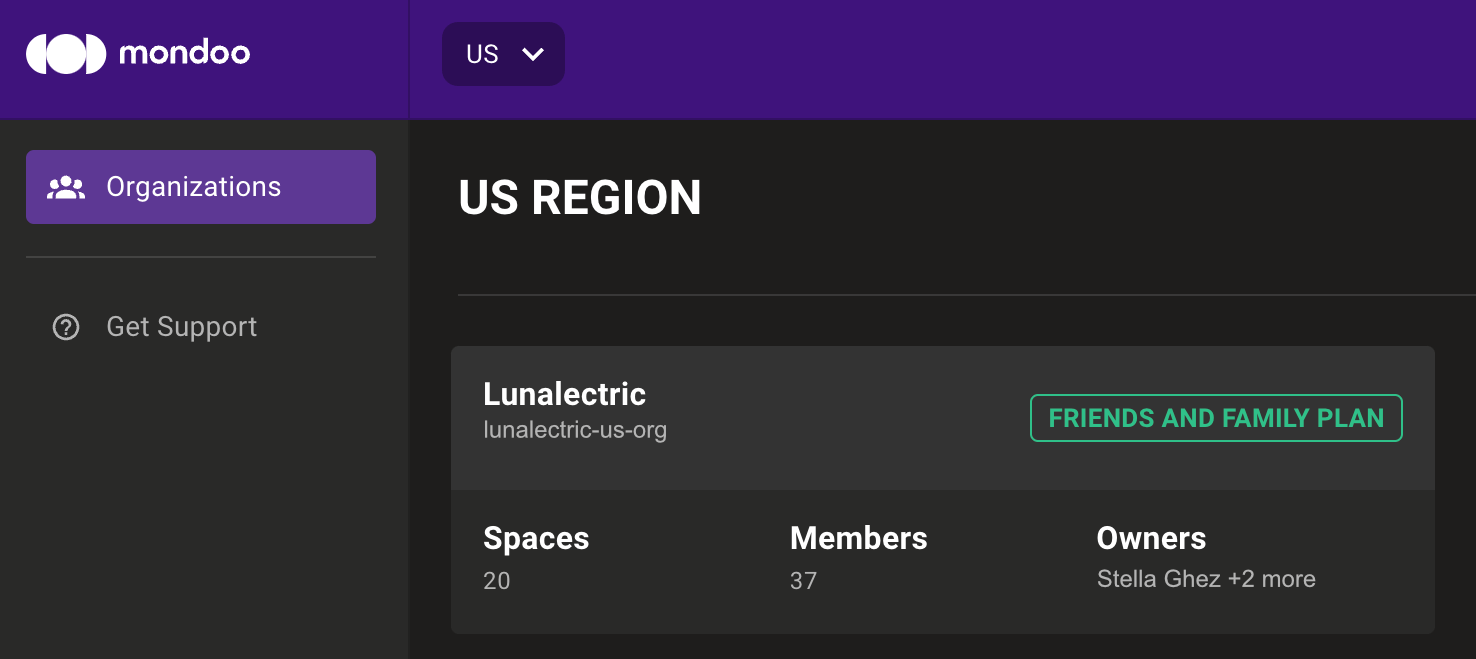 mondoo
US
Organizations
Get Support
US REGION
Lunalectric
lunalectric-us-org
FRIENDS AND FAMILY PLAN
Spaces
20
Members
37
Owners
Stella Ghez +2 more